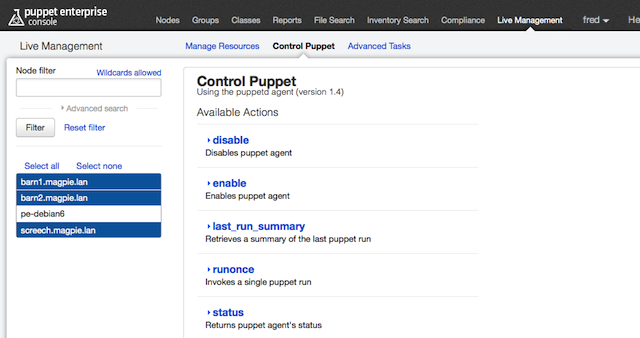 puppet enterprise
console
Nodes Groups Classes Reports File Search Inventory Search Compliance Live Management fred
Live Management
Manage Resources Control Puppet Advanced Tasks
Node filter Wildcards allowed
Advanced search
Filter Reset filter
Select all Select none
barn1.magpie.lan
barn2.magpie.lan
pe-debian6
screech.magpie.lan
Control Puppet
Using the puppetd agent (version 1.4)
Available Actions
disable
Disables puppet agent
enable
Enables puppet agent
last_run_summary
Retrieves a summary of the last puppet run
runonce
Invokes a single puppet run
status
Returns puppet agent's status